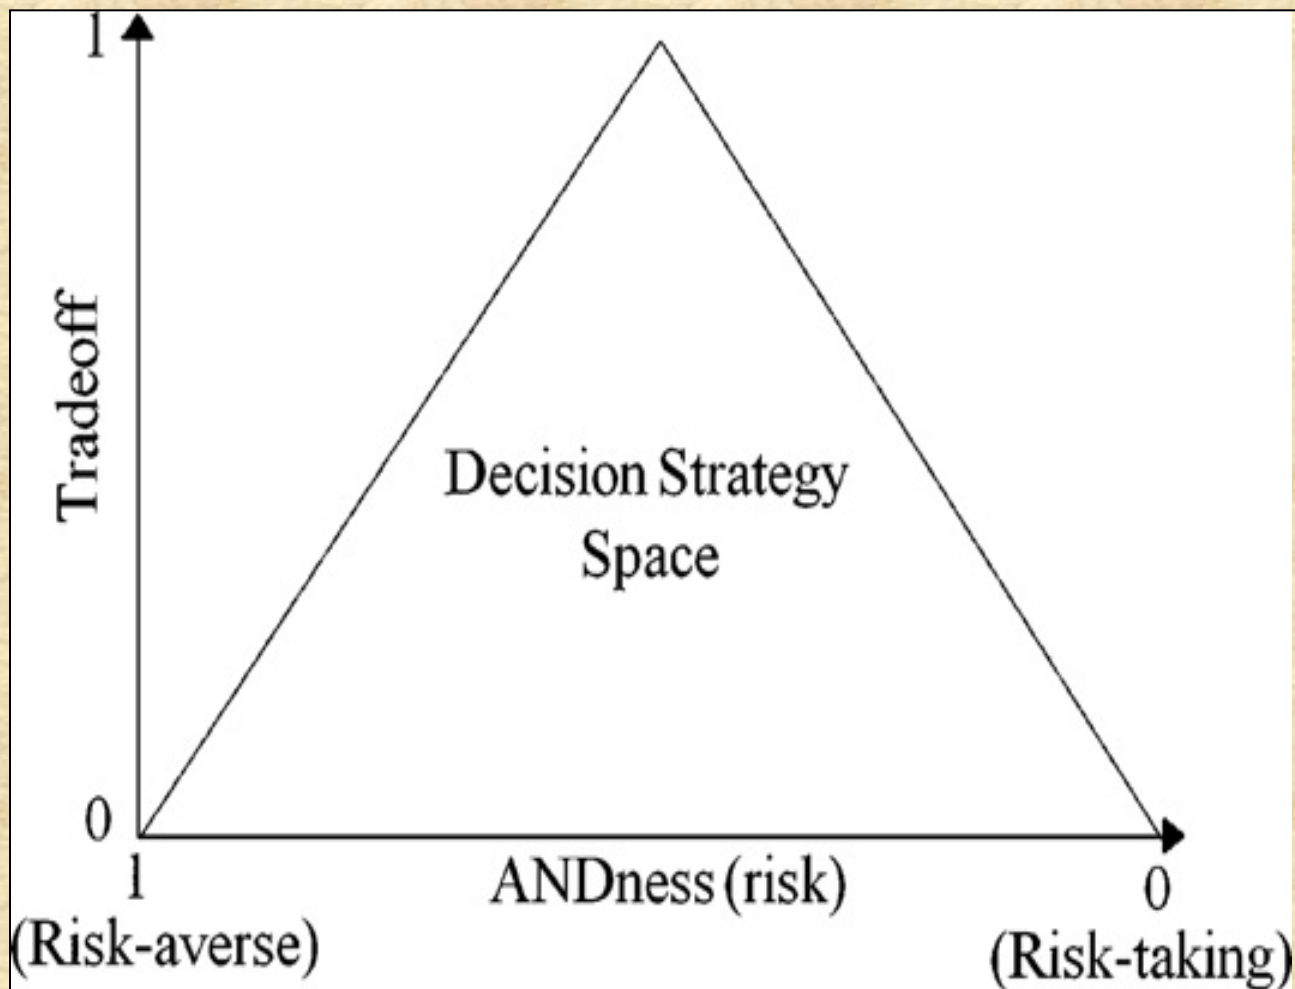 1
Tradeoff
Decision Strategy
Space
0
1
ANDness (risk)
0
(Risk-averse)
(Risk-taking)